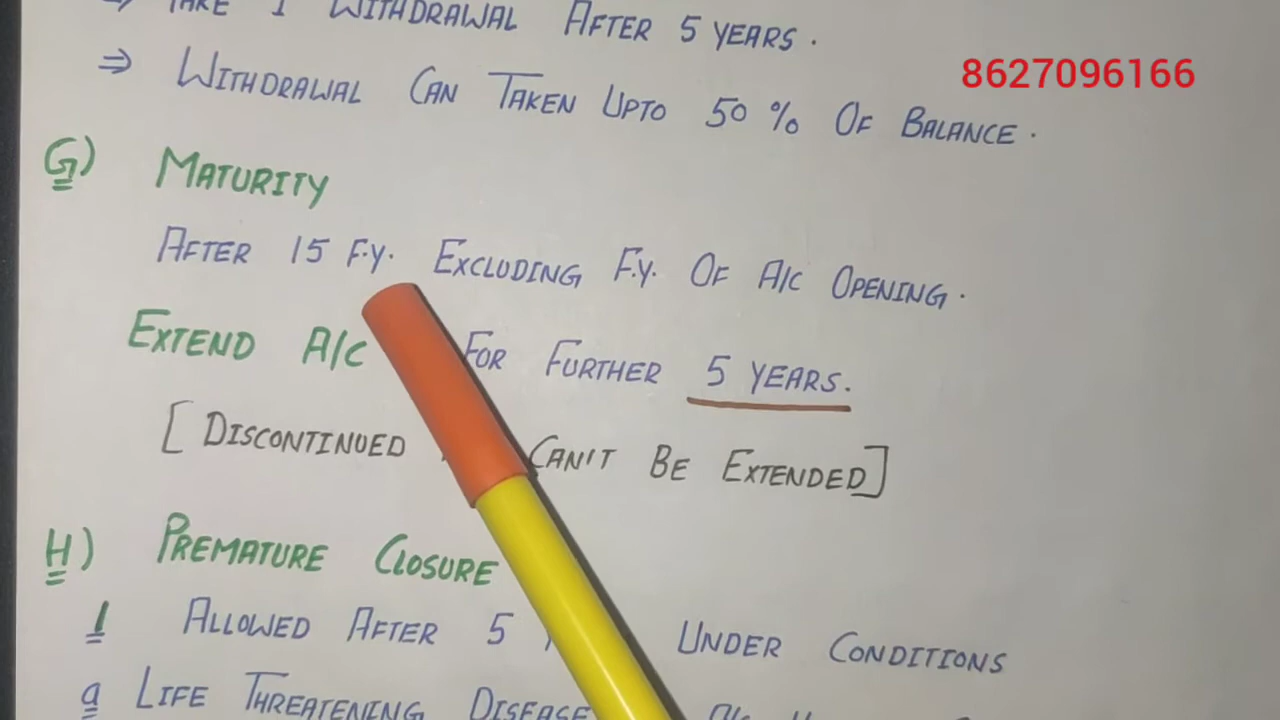 ⇒ TAKE 1 WITHDRAWAL AFTER 5 YEARS.
8627096166
⇒ WITHDRAWAL CAN TAKEN UPTO 50% OF BALANCE.
G) MATURITY
AFTER 15 F.Y. EXCLUDING F.Y. OF A/C OPENING.
EXTEND A/C FOR FURTHER 5 YEARS.
[DISCONTINUED CAN'T BE EXTENDED]
H) PREMATURE CLOSURE
1 ALLOWED AFTER 5 UNDER CONDITIONS
a LIFE THREATENING DISEASE